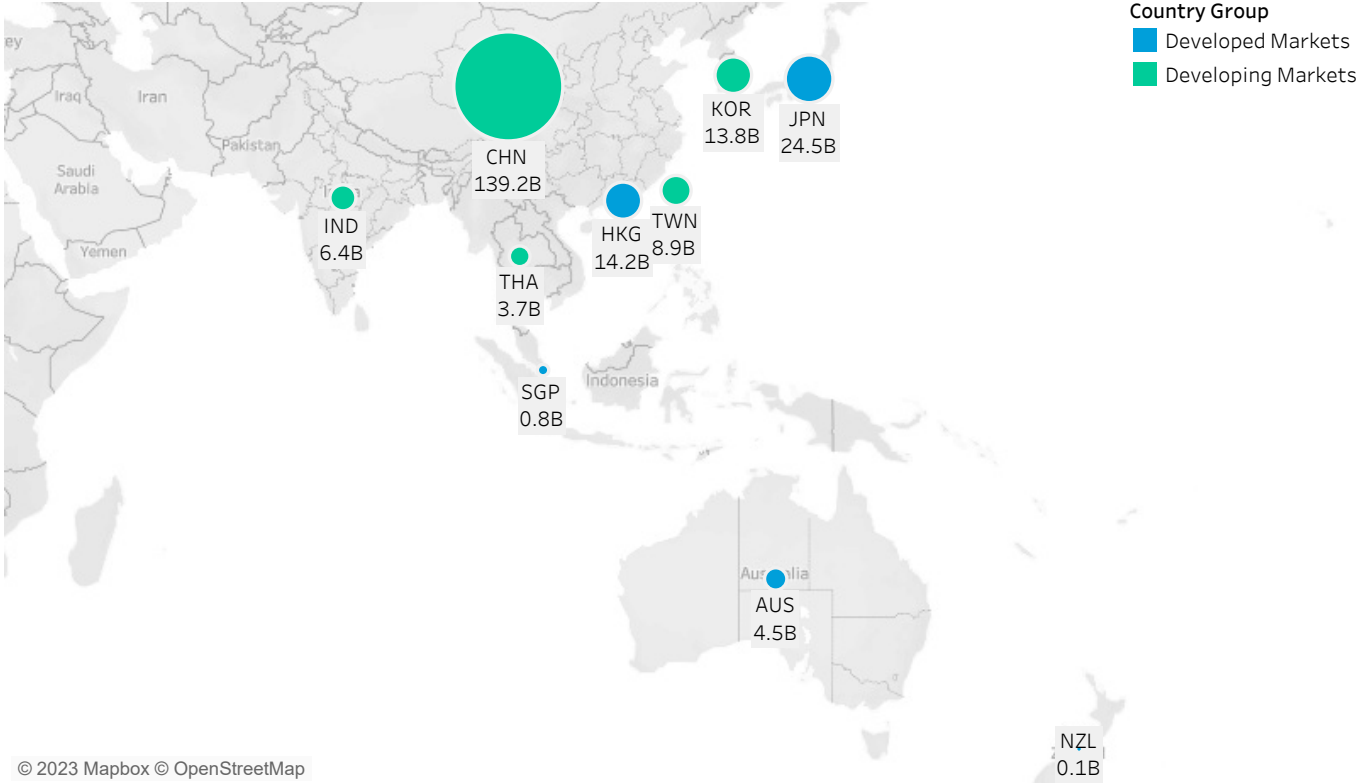 Country Group
Developed Markets
Developing Markets
ey
Iraq
Iran
Pakistan
Saudi
Arabia
Yemen
CHN
139.2B
KOR
13.8B
JPN
24.5B
IND
6.4B
HKG
14.2B
TWN
8.9B
THA
3.7B
SGP
0.8B
Indonesia
AUS
4.5B
NZL
0.1B
© 2023 Mapbox © OpenStreetMap